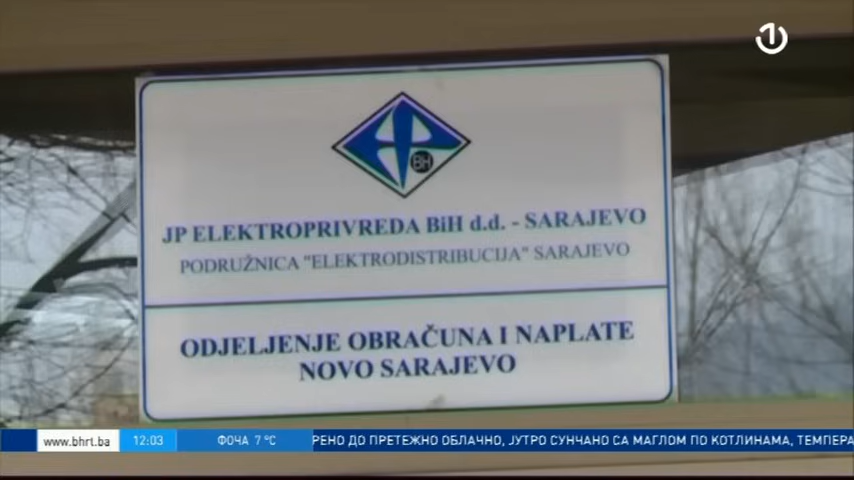 BH
JP ELEKTROPRIVREDA BiH d.d. - SARAJEVO
PODRUŽNICA "ELEKTRODISTRIBUCIJA" SARAJEVO
ODJELJENJE OBRAČUNA I NAPLATE
NOVO SARAJEVO
www.bhrt.ba 12:03 ФОЧА 7 °C РЕНО ДО ПРЕТЕЖНО ОБЛАЧНО, ЈУТРО СУНЧАНО СА МАГЛОМ ПО КОТЛИНАМА, ТЕМПЕРА